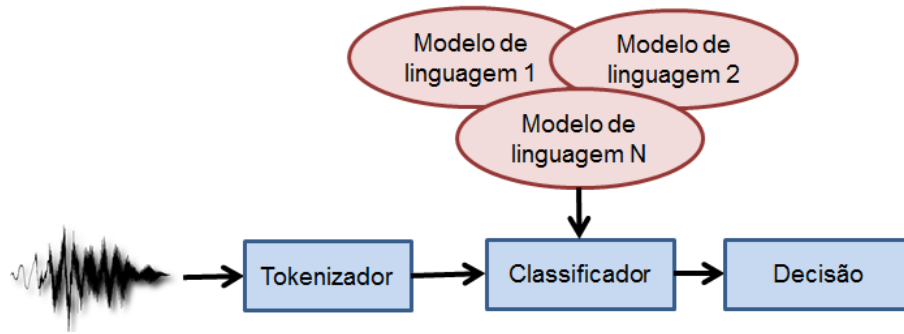 Modelo de
linguagem 1
Modelo de
linguagem 2
Modelo de
linguagem N
Tokenizador
Classificador
Decisão